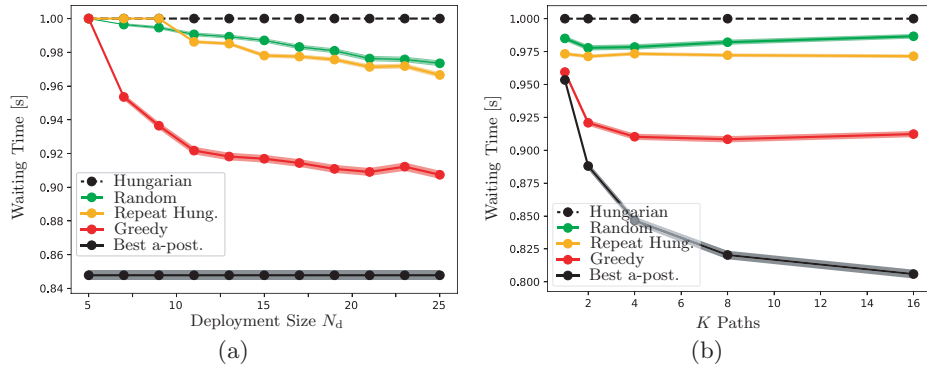 1.00
0.98
0.96
0.94
0.92
0.90
0.88
0.86
0.84
Waiting Time [s]
Hungarian
Random
Repeat Hung.
Greedy
Best a-post.
5 10 15 20 25
Deployment Size N_d
(a)
1.000
0.975
0.950
0.925
0.900
0.875
0.850
0.825
0.800
Waiting Time [s]
Hungarian
Random
Repeat Hung.
Greedy
Best a-post.
2 4 6 8 10 12 14 16
K Paths
(b)